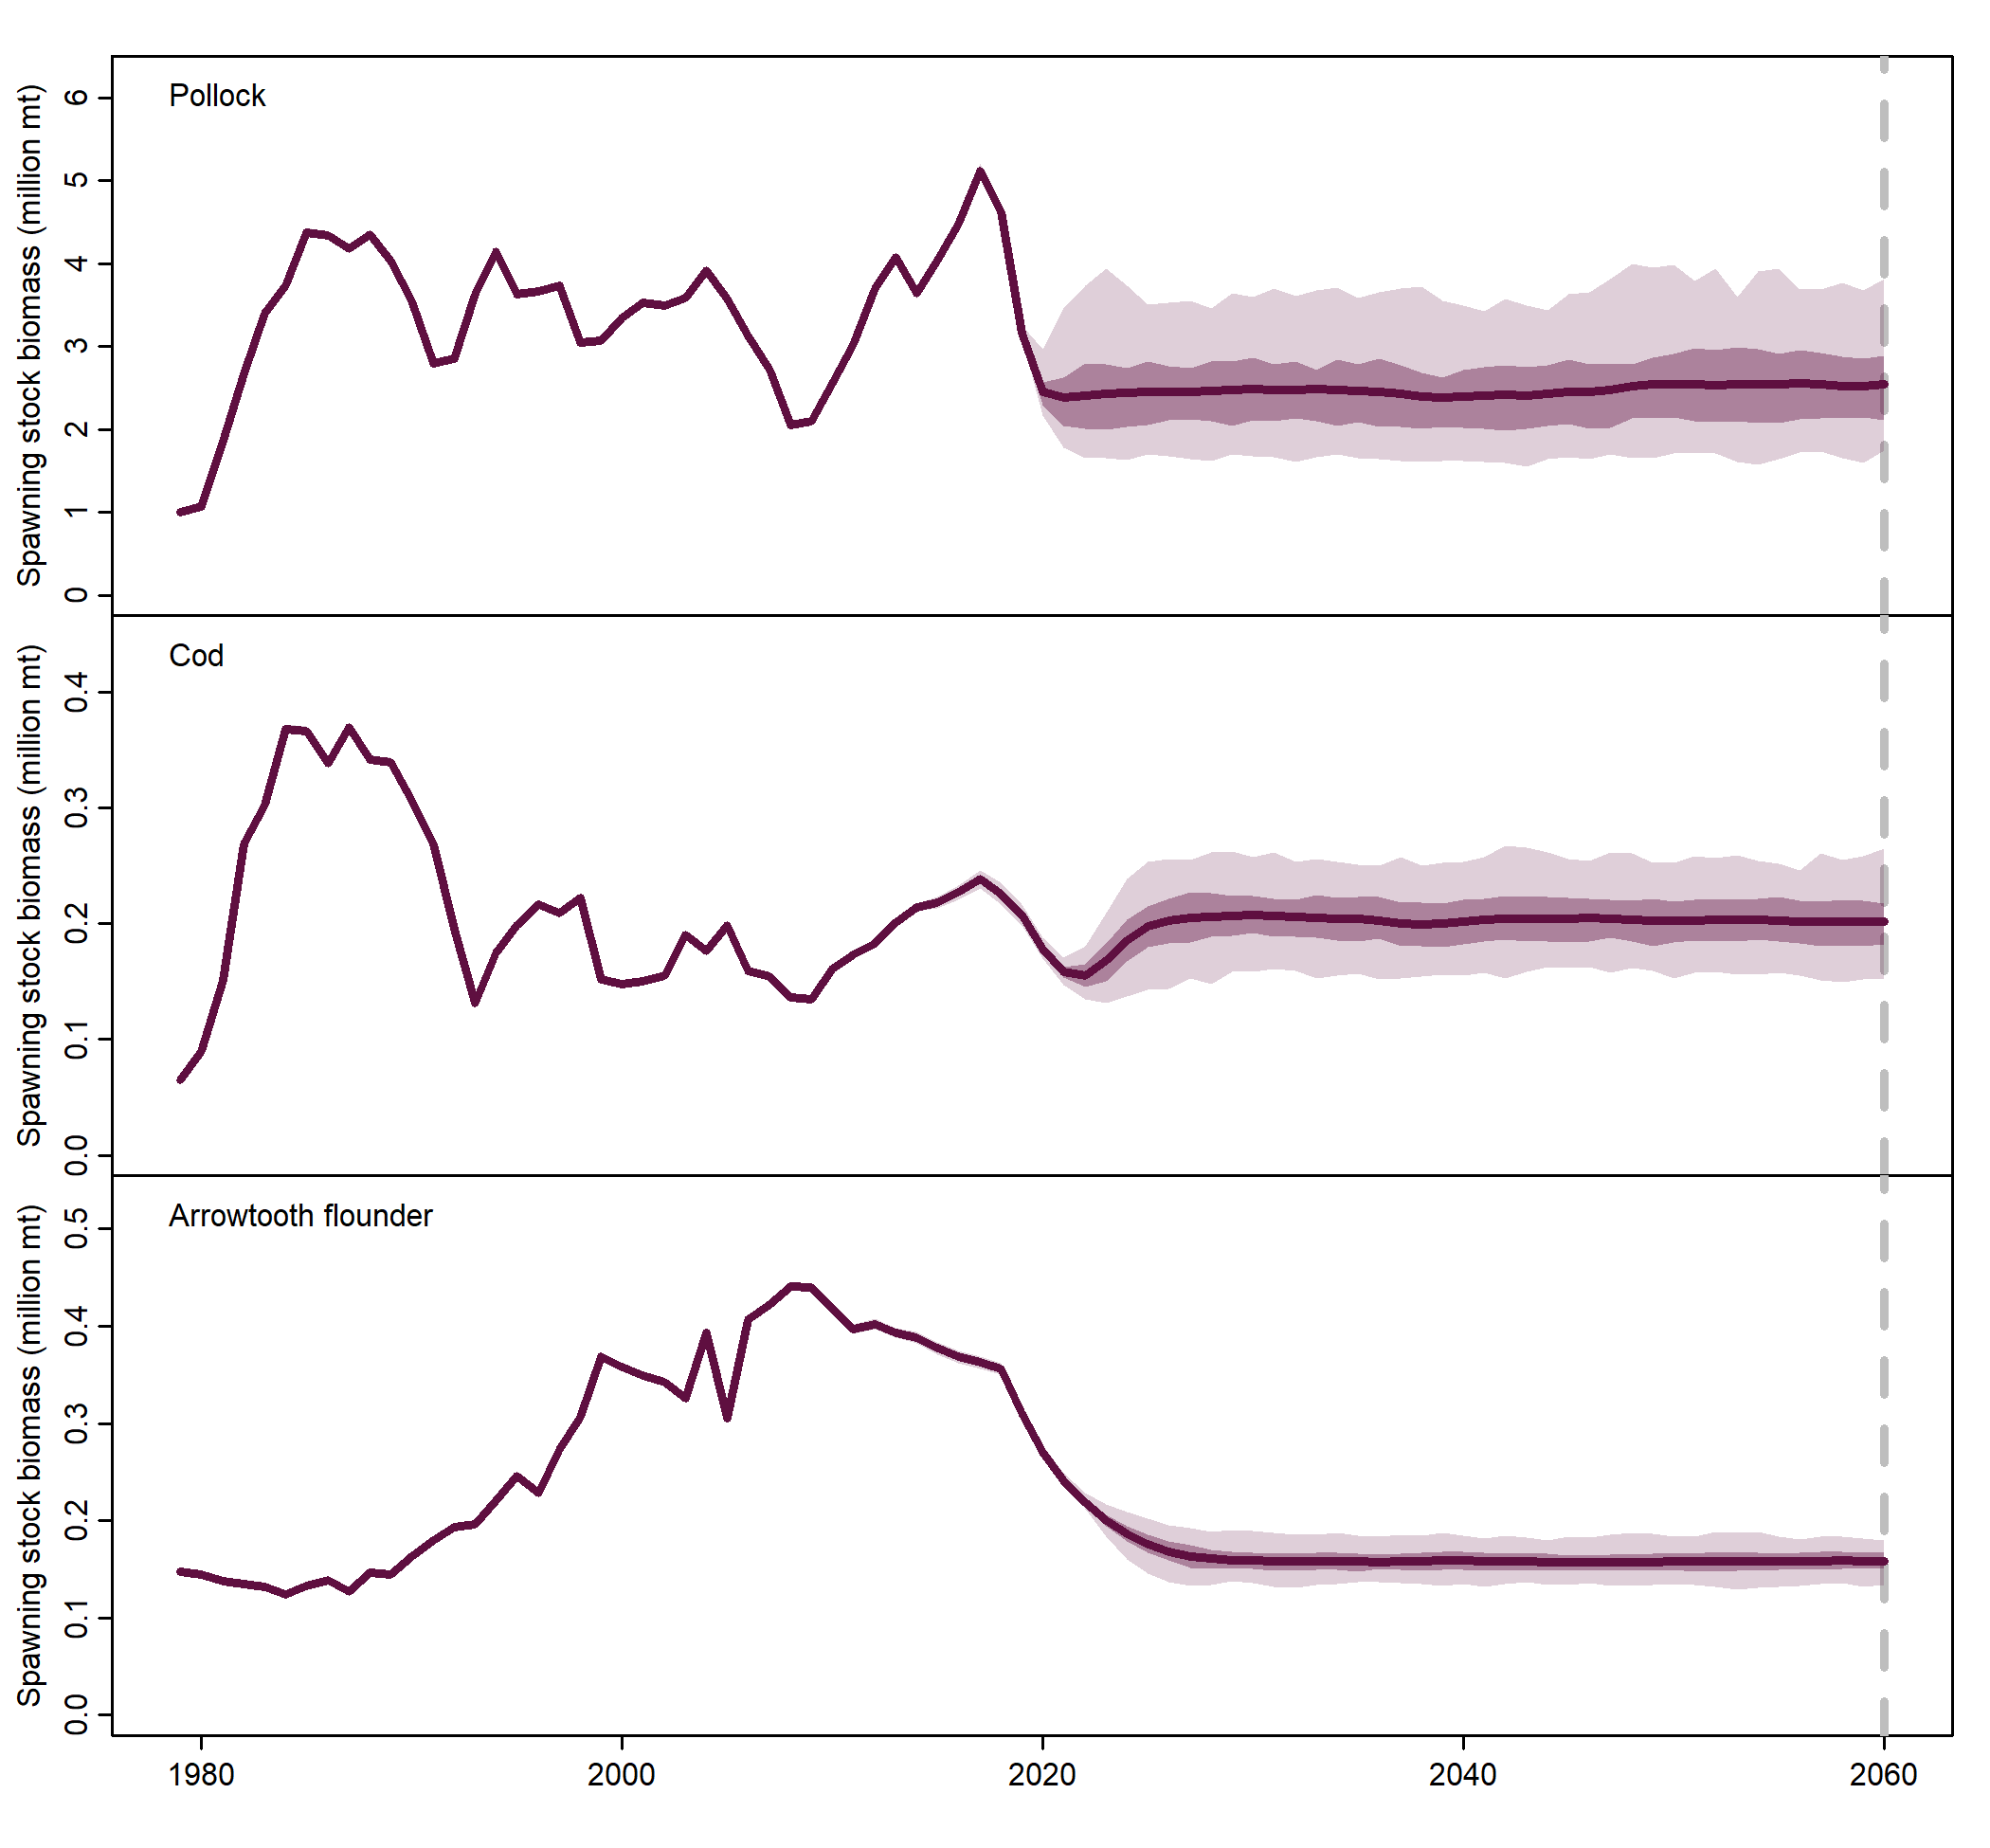 Pollock
Spawning stock biomass (million mt)
6
5
4
3
2
1
0
Cod
Spawning stock biomass (million mt)
0.4
0.3
0.2
0.1
0.0
Arrowtooth flounder
Spawning stock biomass (million mt)
0.5
0.4
0.3
0.2
0.1
0.0
1980 2000 2020 2040 2060